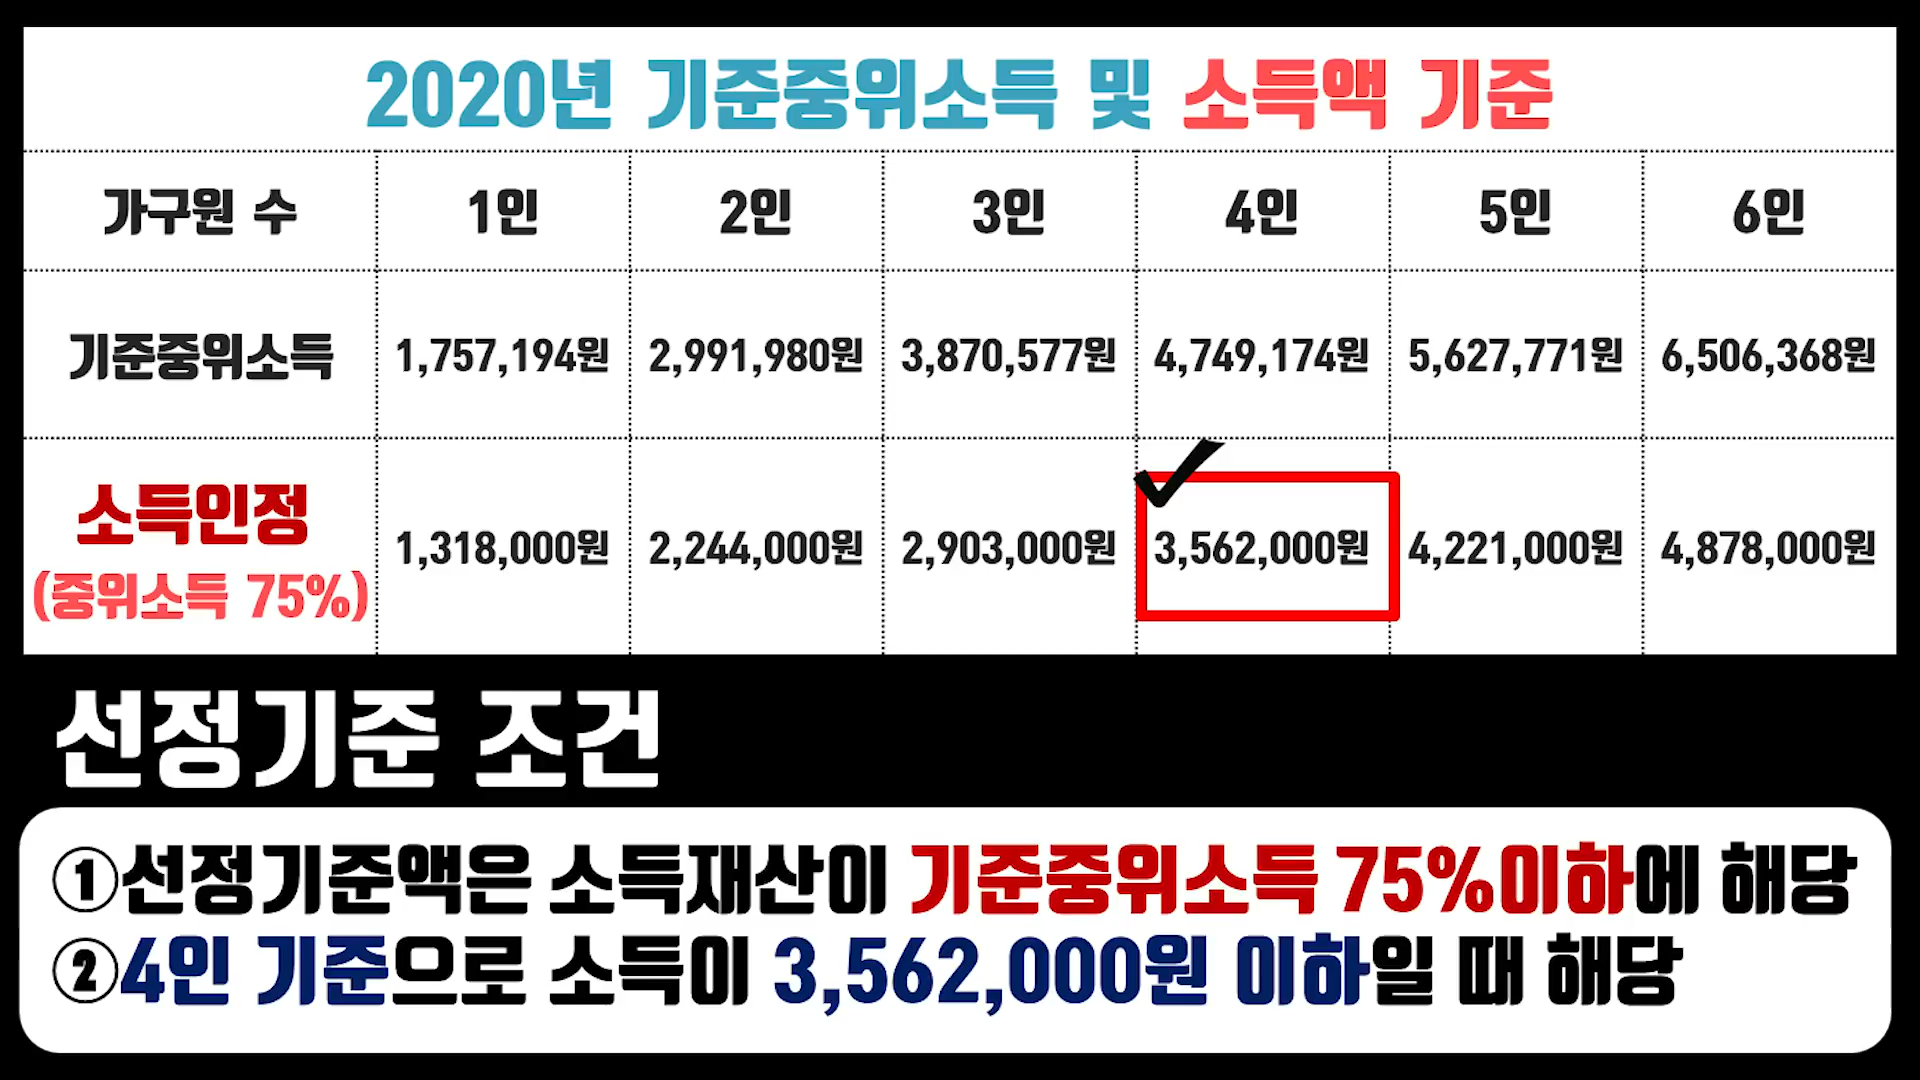 2020년 기준중위소득 및 소득액 기준
가구원 수 1인 2인 3인 4인 5인 6인
기준중위소득 1,757,194원 2,991,980원 3,870,577원 4,749,174원 5,627,771원 6,506,368원
소득인정
(중위소득 75%)
1,318,000원 2,244,000원 2,903,000원 3,562,000원 4,221,000원 4,878,000원
선정기준 조건
①선정기준액은 소득재산이 기준중위소득 75%이하에 해당
②4인 기준으로 소득이 3,562,000원 이하일 때 해당